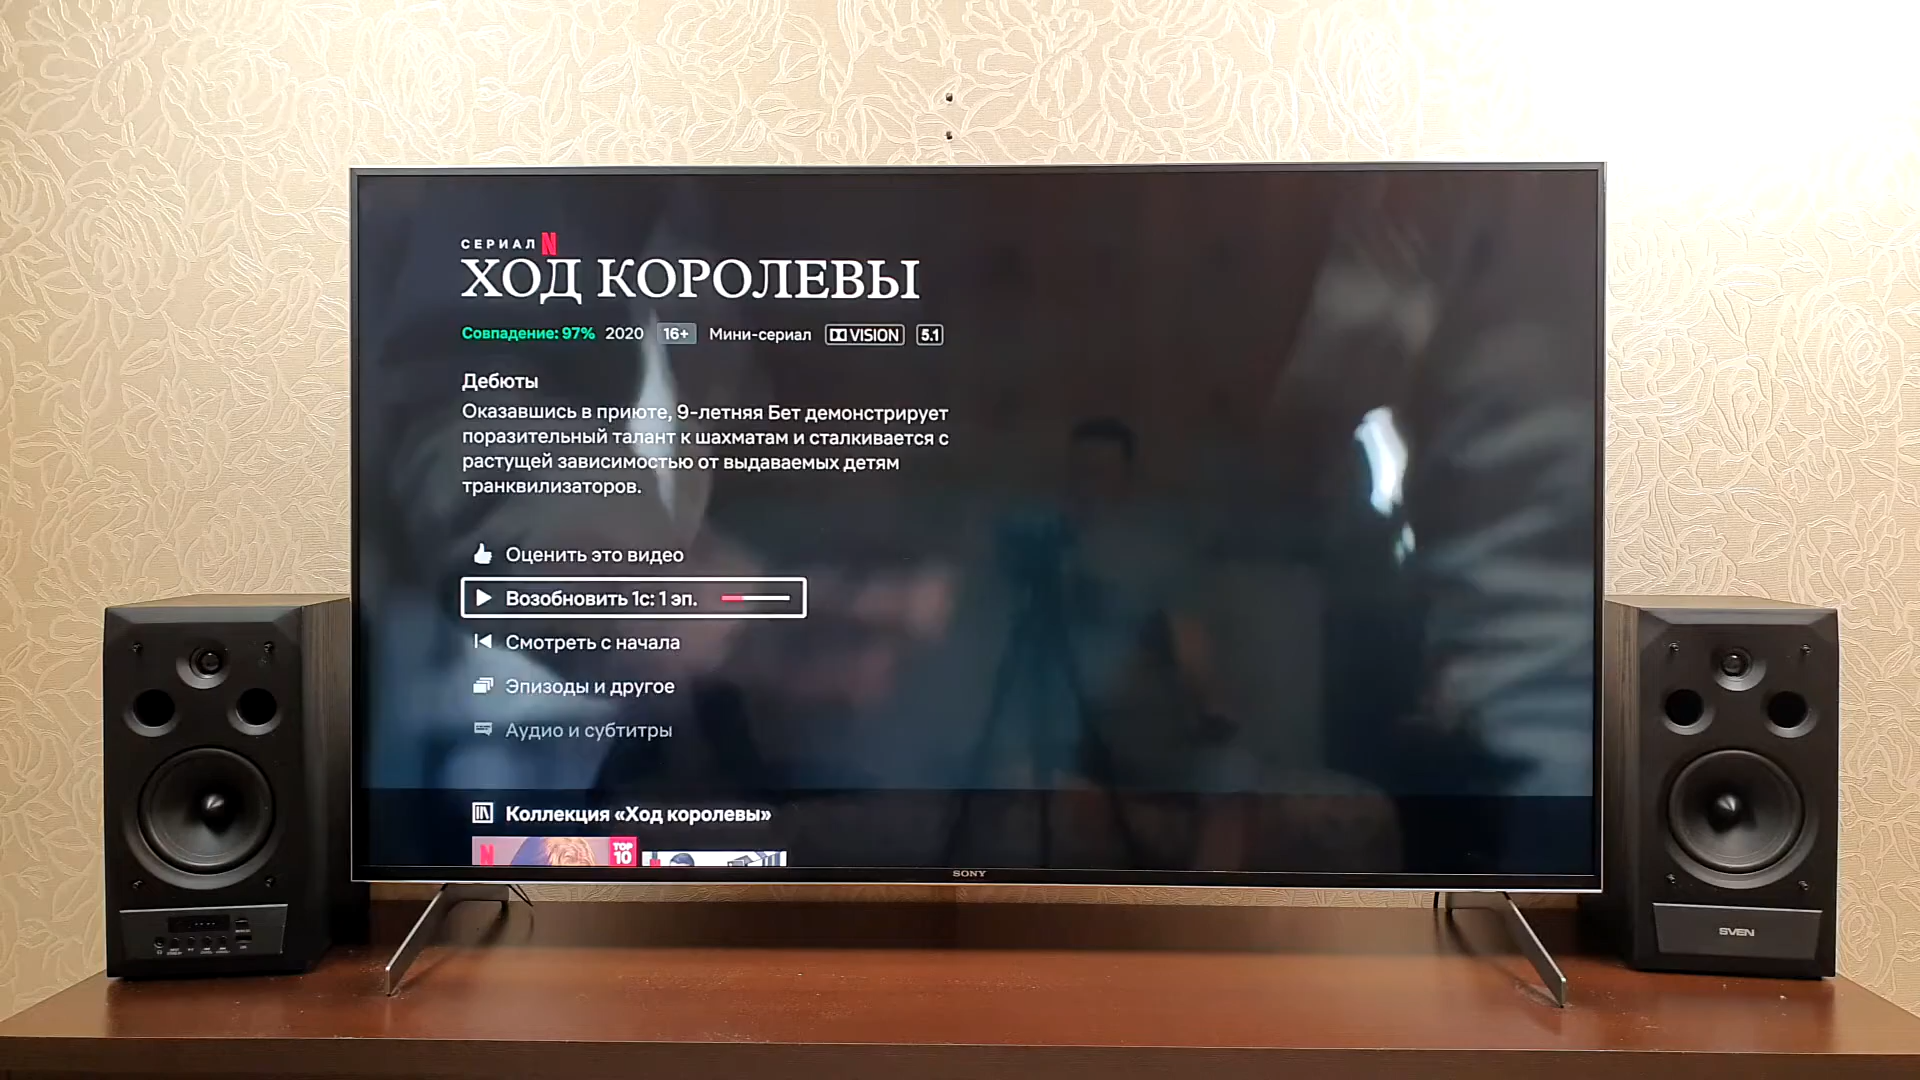 СЕРИАЛ N
ХОД КОРОЛЕВЫ
Совпадение: 97% 2020 16+ Мини-сериал VISION 5.1
Дебюты
Оказавшись в приюте, 9-летняя Бет демонстрирует
поразительный талант к шахматам и сталкивается с
растущей зависимостью от выдаваемых детям
транквилизаторов.
Оценить это видео
Возобновить 1с: 1 эп.
Смотреть с начала
Эпизоды и другое
Аудио и субтитры
Коллекция «Ход королевы»
N
TOP
10
SONY
SVEN